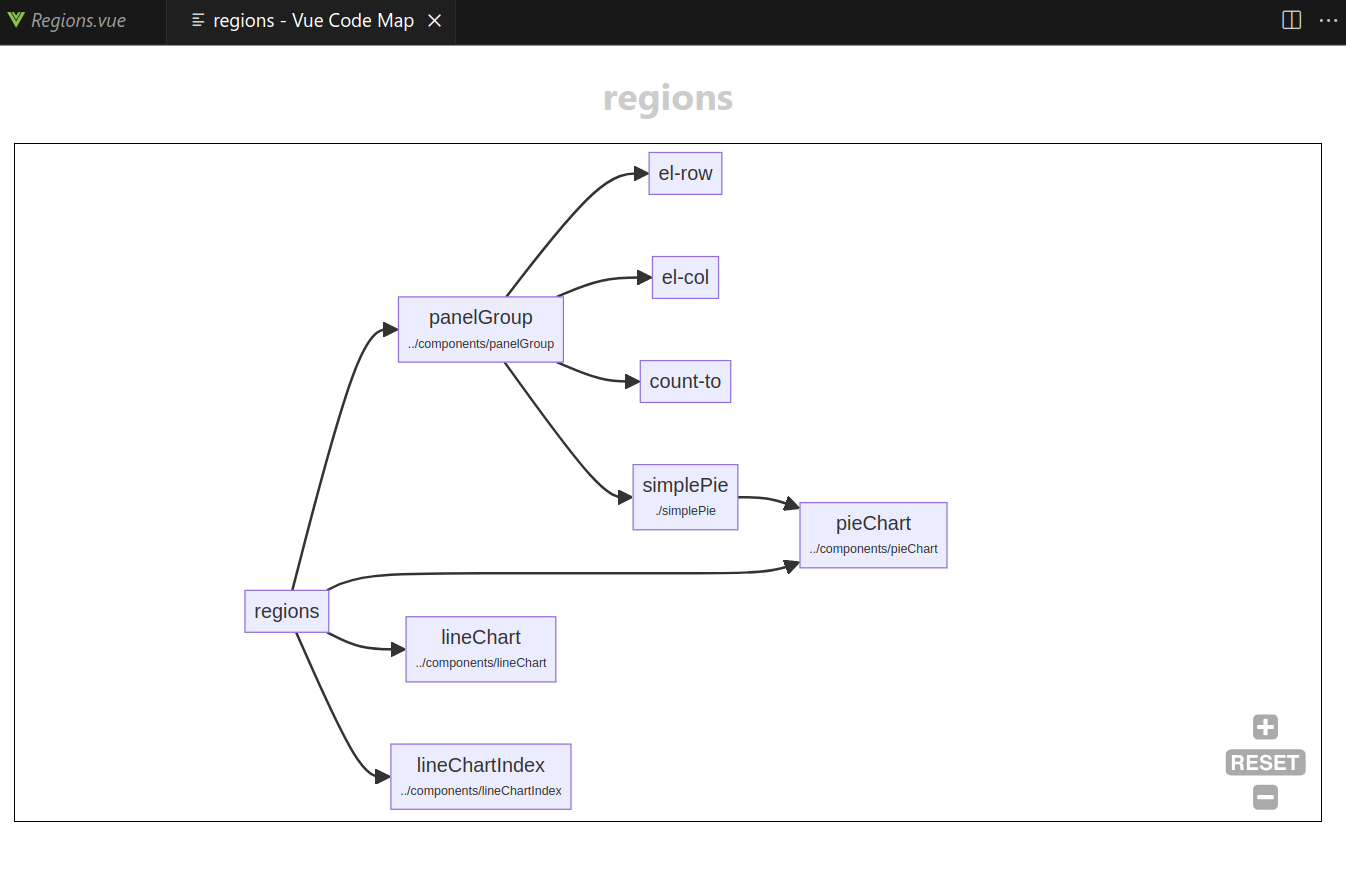 Regions.vue
regions - Vue Code Map
regions
el-row
el-col
panelGroup
../components/panelGroup
count-to
simplePie
./simplePie
pieChart
../components/pieChart
regions
lineChart
../components/lineChart
lineChartIndex
../components/lineChartIndex
RESET